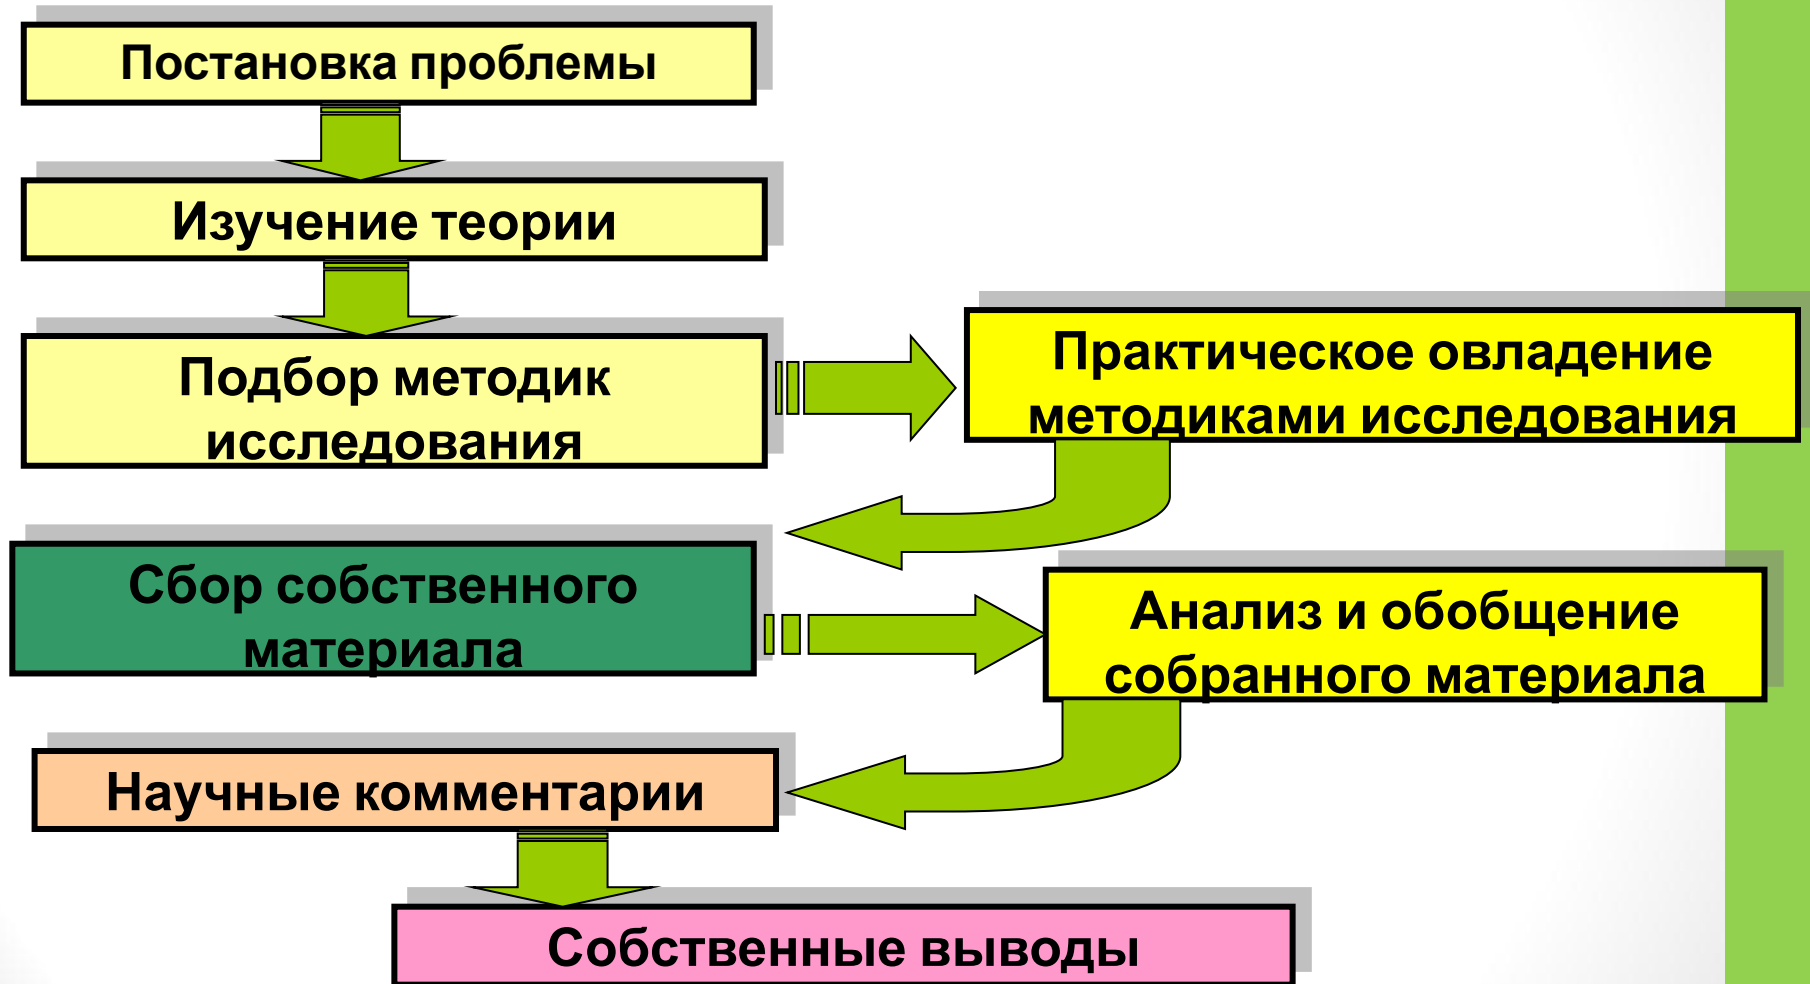 Постановка проблемы
Изучение теории
Подбор методик
исследования
Практическое овладение
методиками исследования
Сбор собственного
материала
Анализ и обобщение
собранного материала
Научные комментарии
Собственные выводы